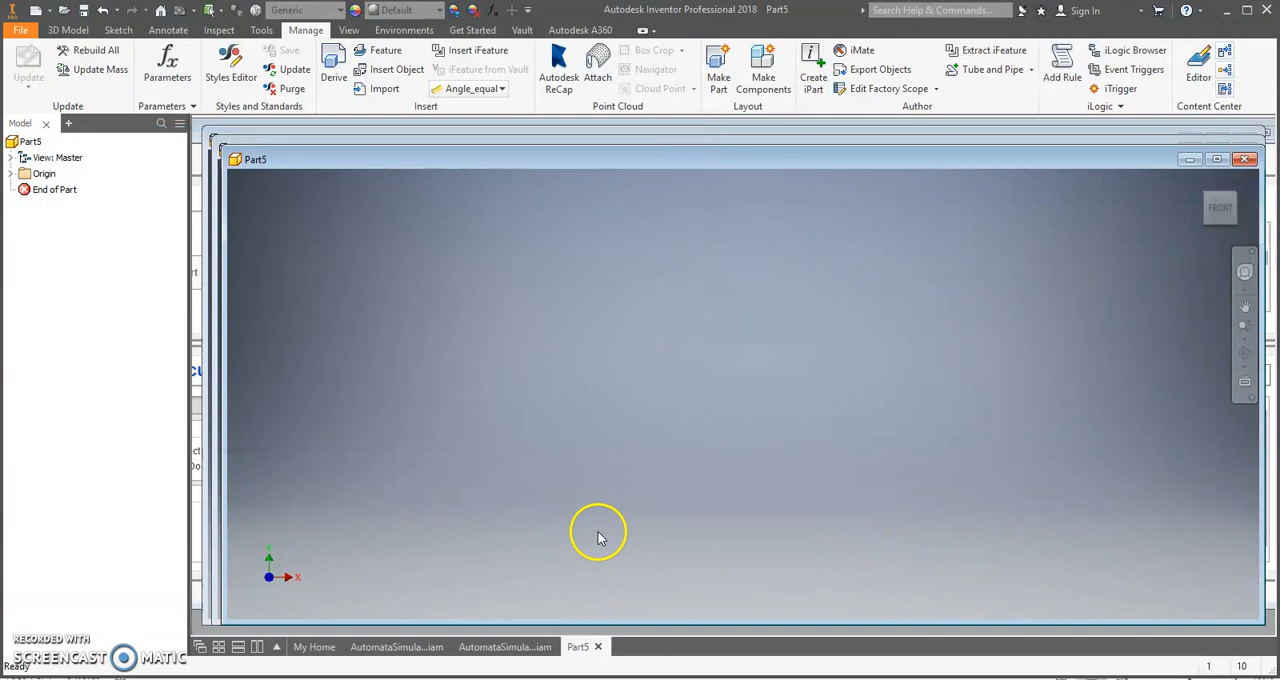 Generic
Default
Autodesk Inventor Professional 2018 Part5
Search Help & Commands...
Sign In
File 3D Model Sketch Annotate Inspect Tools Manage View Environments Get Started Vault Autodesk A360
Update
Rebuild All
Update Mass
Update
Parameters
Parameters
Styles Editor
Save
Update
Purge
Styles and Standards
Derive
Feature
Insert Object
Import
Insert iFeature
iFeature from Vault
Angle_equal
Insert
Autodesk
ReCap
Attach
Box Crop
Navigator
Cloud Point
Point Cloud
Make
Part
Make
Components
Layout
Create
iPart
iMate
Export Objects
Edit Factory Scope
Extract iFeature
Tube and Pipe
Author
Add Rule
iLogic Browser
Event Triggers
iTrigger
iLogic
Editor
Content Center
Model
Part5
View: Master
Origin
End of Part
Part5
FRONT
Y
X
My Home AutomataSimula...iam AutomataSimula...iam Part5
RECORDED WITH
SCREENCAST MATIC
Ready
1 10